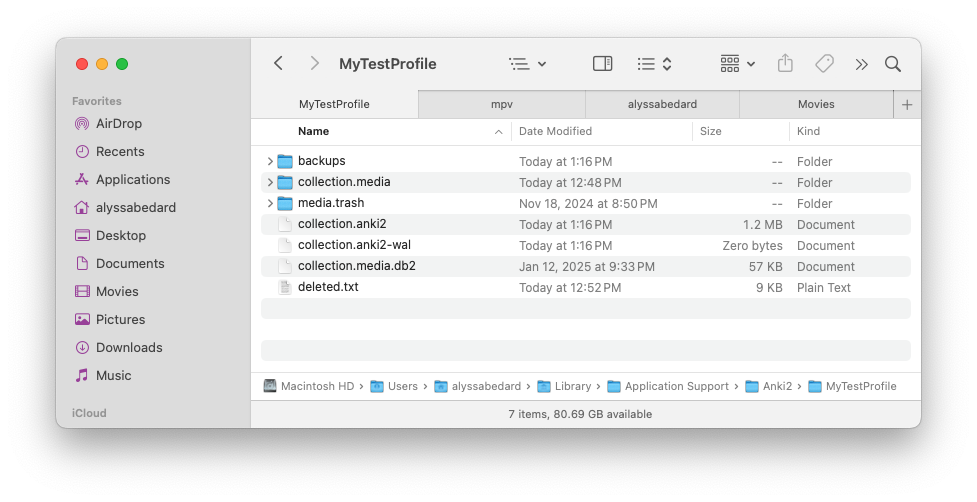 MyTestProfile
Favorites
AirDrop
Recents
Applications
alyssabedard
Desktop
Documents
Movies
Pictures
Downloads
Music
iCloud
MyTestProfile mpv alyssabedard Movies +
Name Date Modified Size Kind
backups Today at 1:16 PM -- Folder
collection.media Today at 12:48 PM -- Folder
media.trash Nov 18, 2024 at 8:50 PM -- Folder
collection.anki2 Today at 1:16 PM 1.2 MB Document
collection.anki2-wal Today at 1:16 PM Zero bytes Document
collection.media.db2 Jan 12, 2025 at 9:33 PM 57 KB Document
deleted.txt Today at 12:52 PM 9 KB Plain Text
Macintosh HD › Users › alyssabedard › Library › Application Support › Anki2 › MyTestProfile
7 items, 80.69 GB available